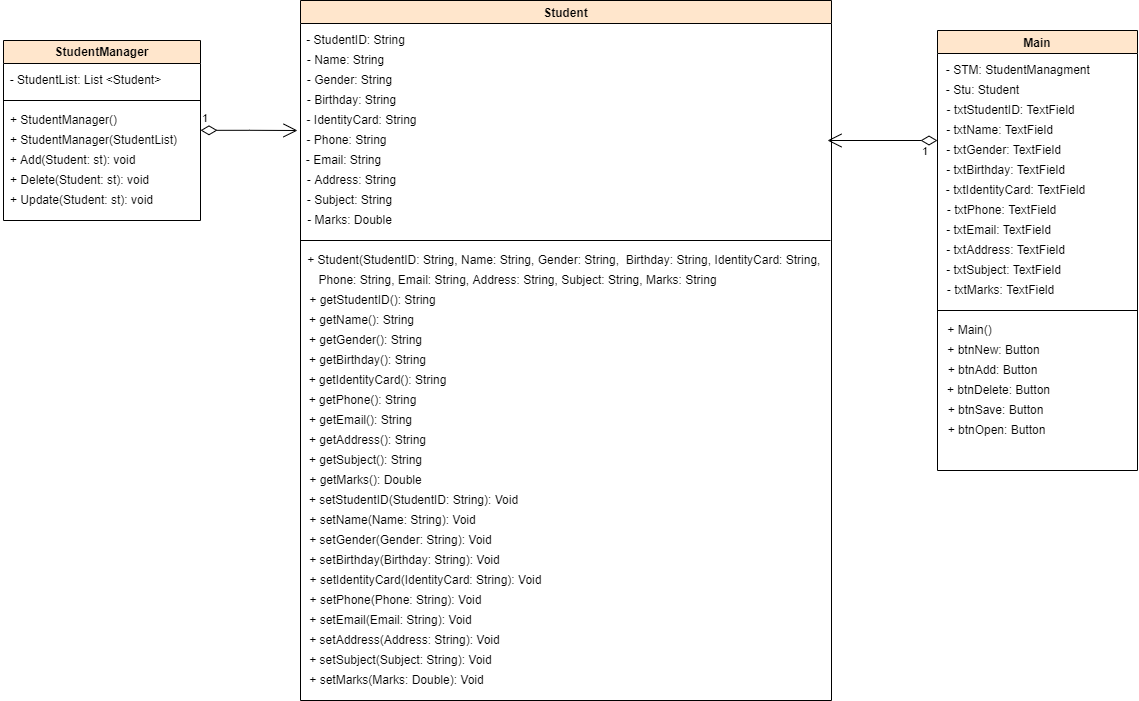 StudentManager
- StudentList: List <Student>
+ StudentManager()
+ StudentManager(StudentList)
+ Add(Student: st): void
+ Delete(Student: st): void
+ Update(Student: st): void
1
Student
- StudentID: String
- Name: String
- Gender: String
- Birthday: String
- IdentityCard: String
- Phone: String
- Email: String
- Address: String
- Subject: String
- Marks: Double
+ Student(StudentID: String, Name: String, Gender: String, Birthday: String, IdentityCard: String,
Phone: String, Email: String, Address: String, Subject: String, Marks: String
+ getStudentID(): String
+ getName(): String
+ getGender(): String
+ getBirthday(): String
+ getIdentityCard(): String
+ getPhone(): String
+ getEmail(): String
+ getAddress(): String
+ getSubject(): String
+ getMarks(): Double
+ setStudentID(StudentID: String): Void
+ setName(Name: String): Void
+ setGender(Gender: String): Void
+ setBirthday(Birthday: String): Void
+ setIdentityCard(IdentityCard: String): Void
+ setPhone(Phone: String): Void
+ setEmail(Email: String): Void
+ setAddress(Address: String): Void
+ setSubject(Subject: String): Void
+ setMarks(Marks: Double): Void
1
Main
- STM: StudentManagment
- Stu: Student
- txtStudentID: TextField
- txtName: TextField
- txtGender: TextField
- txtBirthday: TextField
- txtIdentityCard: TextField
- txtPhone: TextField
- txtEmail: TextField
- txtAddress: TextField
- txtSubject: TextField
- txtMarks: TextField
+ Main()
+ btnNew: Button
+ btnAdd: Button
+ btnDelete: Button
+ btnSave: Button
+ btnOpen: Button